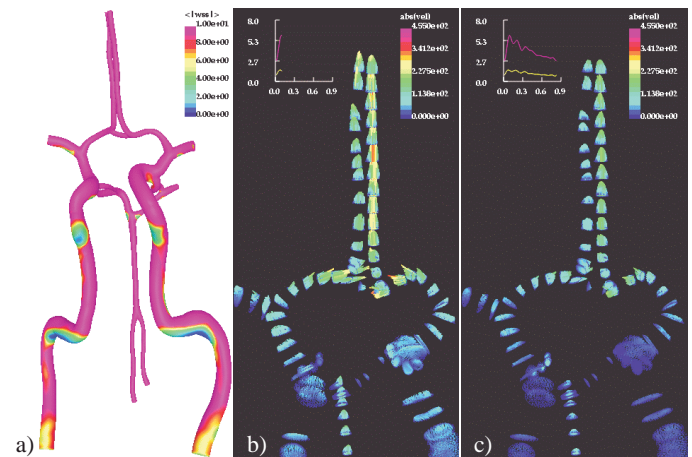 <|wss|>
1.00e+01
8.00e+00
6.00e+00
4.00e+00
2.00e+00
0.00e+00
a)
8.0
5.3
2.7
0.0
0.0 0.3 0.6 0.9
abs(vel)
4.550e+02
3.412e+02
2.275e+02
1.138e+02
0.000e+00
b)
8.0
5.3
2.7
0.0
0.0 0.3 0.6 0.9
abs(vel)
4.550e+02
3.412e+02
2.275e+02
1.138e+02
0.000e+00
c)